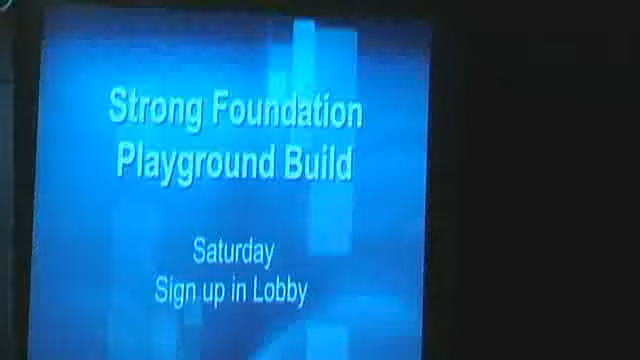 Strong Foundation
Playground Build
Saturday
Sign up in Lobby